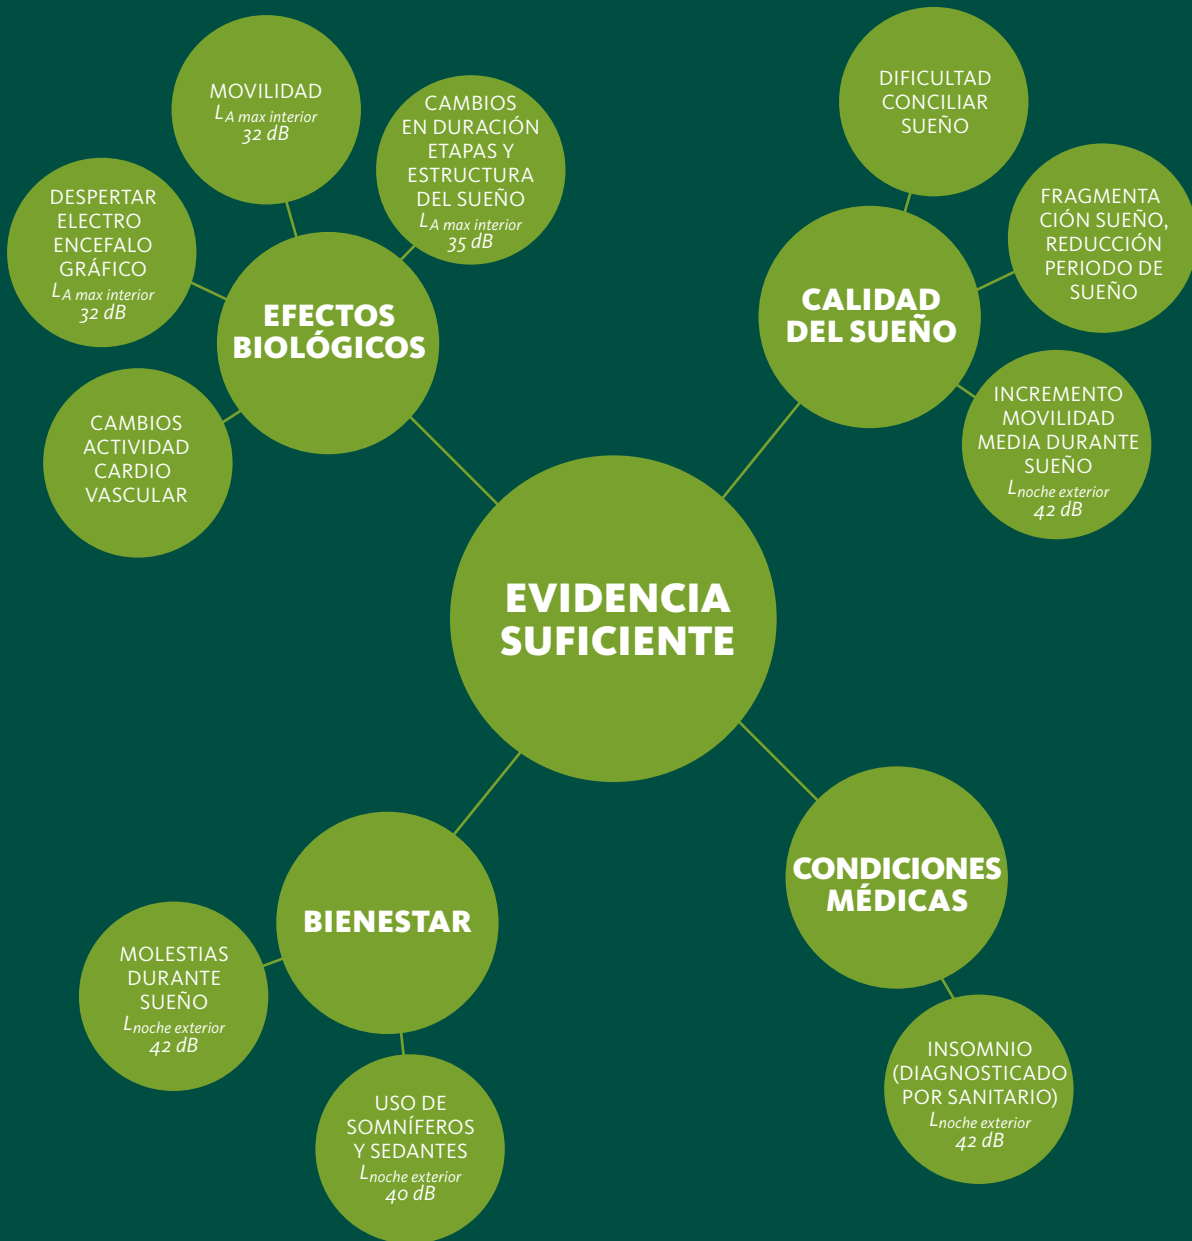 MOVILIDAD
LA max interior
32 dB
CAMBIOS
EN DURACIÓN
ETAPAS Y
ESTRUCTURA
DEL SUEÑO
LA max interior
35 dB
DESPERTAR
ELECTRO
ENCEFALO
GRÁFICO
LA max interior
32 dB
EFECTOS
BIOLÓGICOS
CAMBIOS
ACTIVIDAD
CARDIO
VASCULAR
DIFICULTAD
CONCILIAR
SUEÑO
FRAGMENTA
CIÓN SUEÑO,
REDUCCIÓN
PERIODO DE
SUEÑO
CALIDAD
DEL SUEÑO
INCREMENTO
MOVILIDAD
MEDIA DURANTE
SUEÑO
Lnoche exterior
42 dB
EVIDENCIA
SUFICIENTE
BIENESTAR
MOLESTIAS
DURANTE
SUEÑO
Lnoche exterior
42 dB
USO DE
SOMNÍFEROS
Y SEDANTES
Lnoche exterior
40 dB
CONDICIONES
MÉDICAS
INSOMNIO
(DIAGNOSTICADO
POR SANITARIO)
Lnoche exterior
42 dB